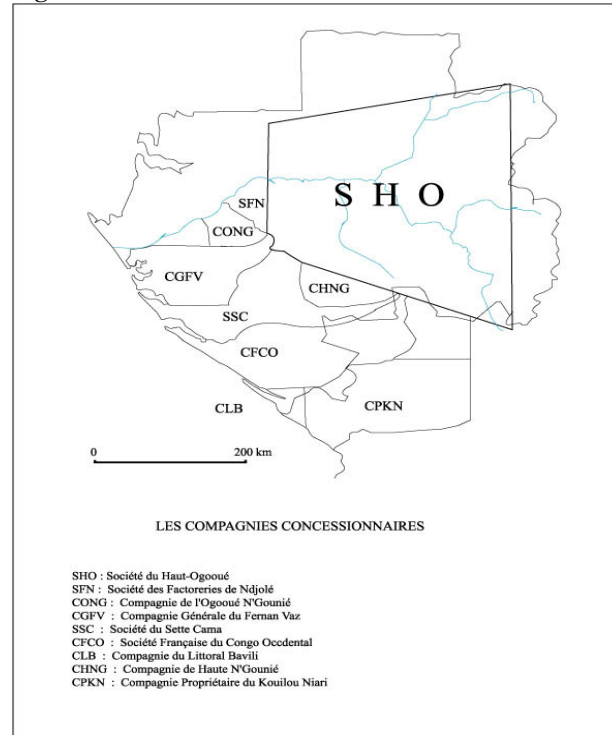 S H O
SFN
CONG
CGFV
CHNG
SSC
CFCO
CLB
CPKN
0 200 km
LES COMPAGNIES CONCESSIONNAIRES
SHO : Société du Haut-Ogooué
SFN : Société des Factoreries de Ndjolé
CONG : Compagnie de l'Ogooué N'Gounié
CGFV : Compagnie Générale du Fernan Vaz
SSC : Société du Sette Cama
CFCO : Société Française du Congo Occdental
CLB : Compagnie du Littoral Bavili
CHNG : Compagnie de Haute N'Gounié
CPKN : Compagnie Propriétaire du Kouilou Niari